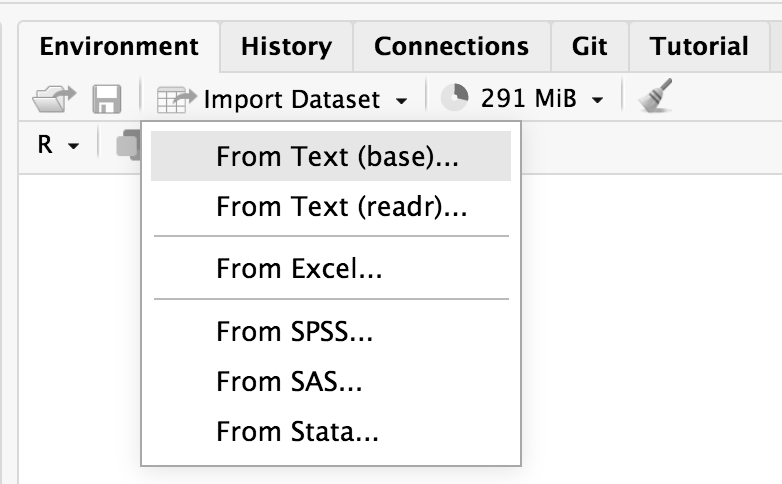 Environment History Connections Git Tutorial
Import Dataset 291 MiB
R
From Text (base)...
From Text (readr)...
From Excel...
From SPSS...
From SAS...
From Stata...